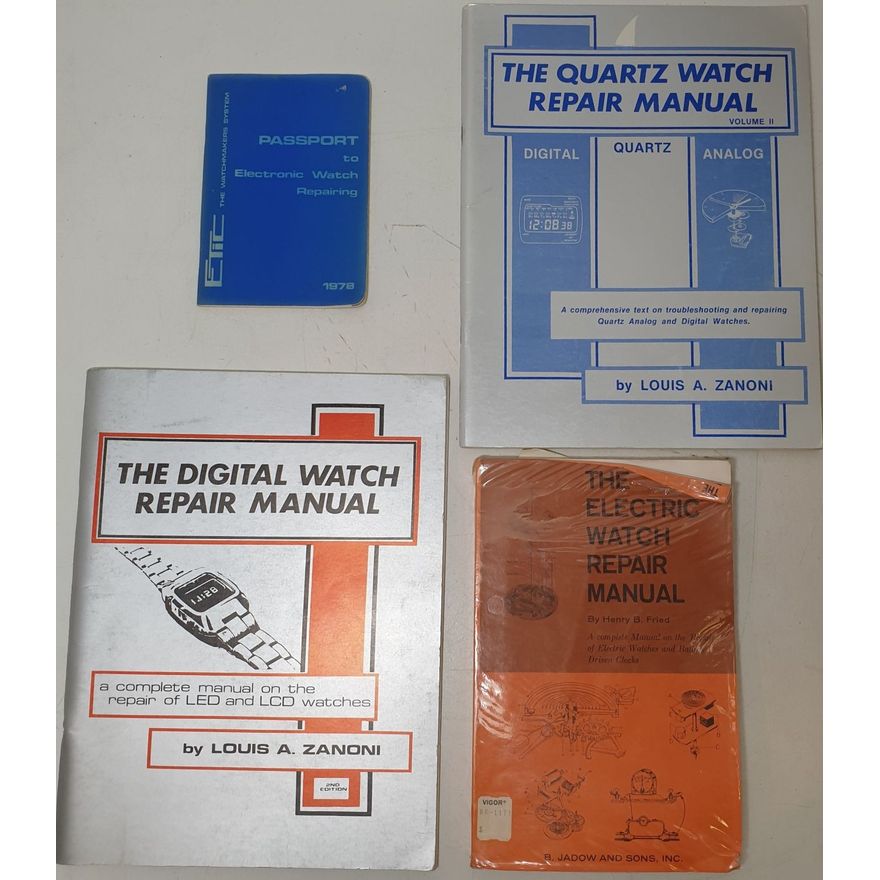 ETIC THE WATCHMAKERS SYSTEM
PASSPORT
to
Electronic Watch
Repairing
1978
THE QUARTZ WATCH
REPAIR MANUAL
VOLUME II
DIGITAL
QUARTZ
ANALOG
12:08 38
A comprehensive text on troubleshooting and repairing
Quartz Analog and Digital Watches.
by LOUIS A. ZANONI
THE DIGITAL WATCH
REPAIR MANUAL
a complete manual on the
repair of LED and LCD watches
by LOUIS A. ZANONI
2ND
EDITION
THE
THE
ELECTRIC
WATCH
REPAIR
MANUAL
By Henry B. Fried
A complete Manual on the
of Electric Watches and
Driven Clocks
VIGOR
B. JADOW AND SONS, INC.